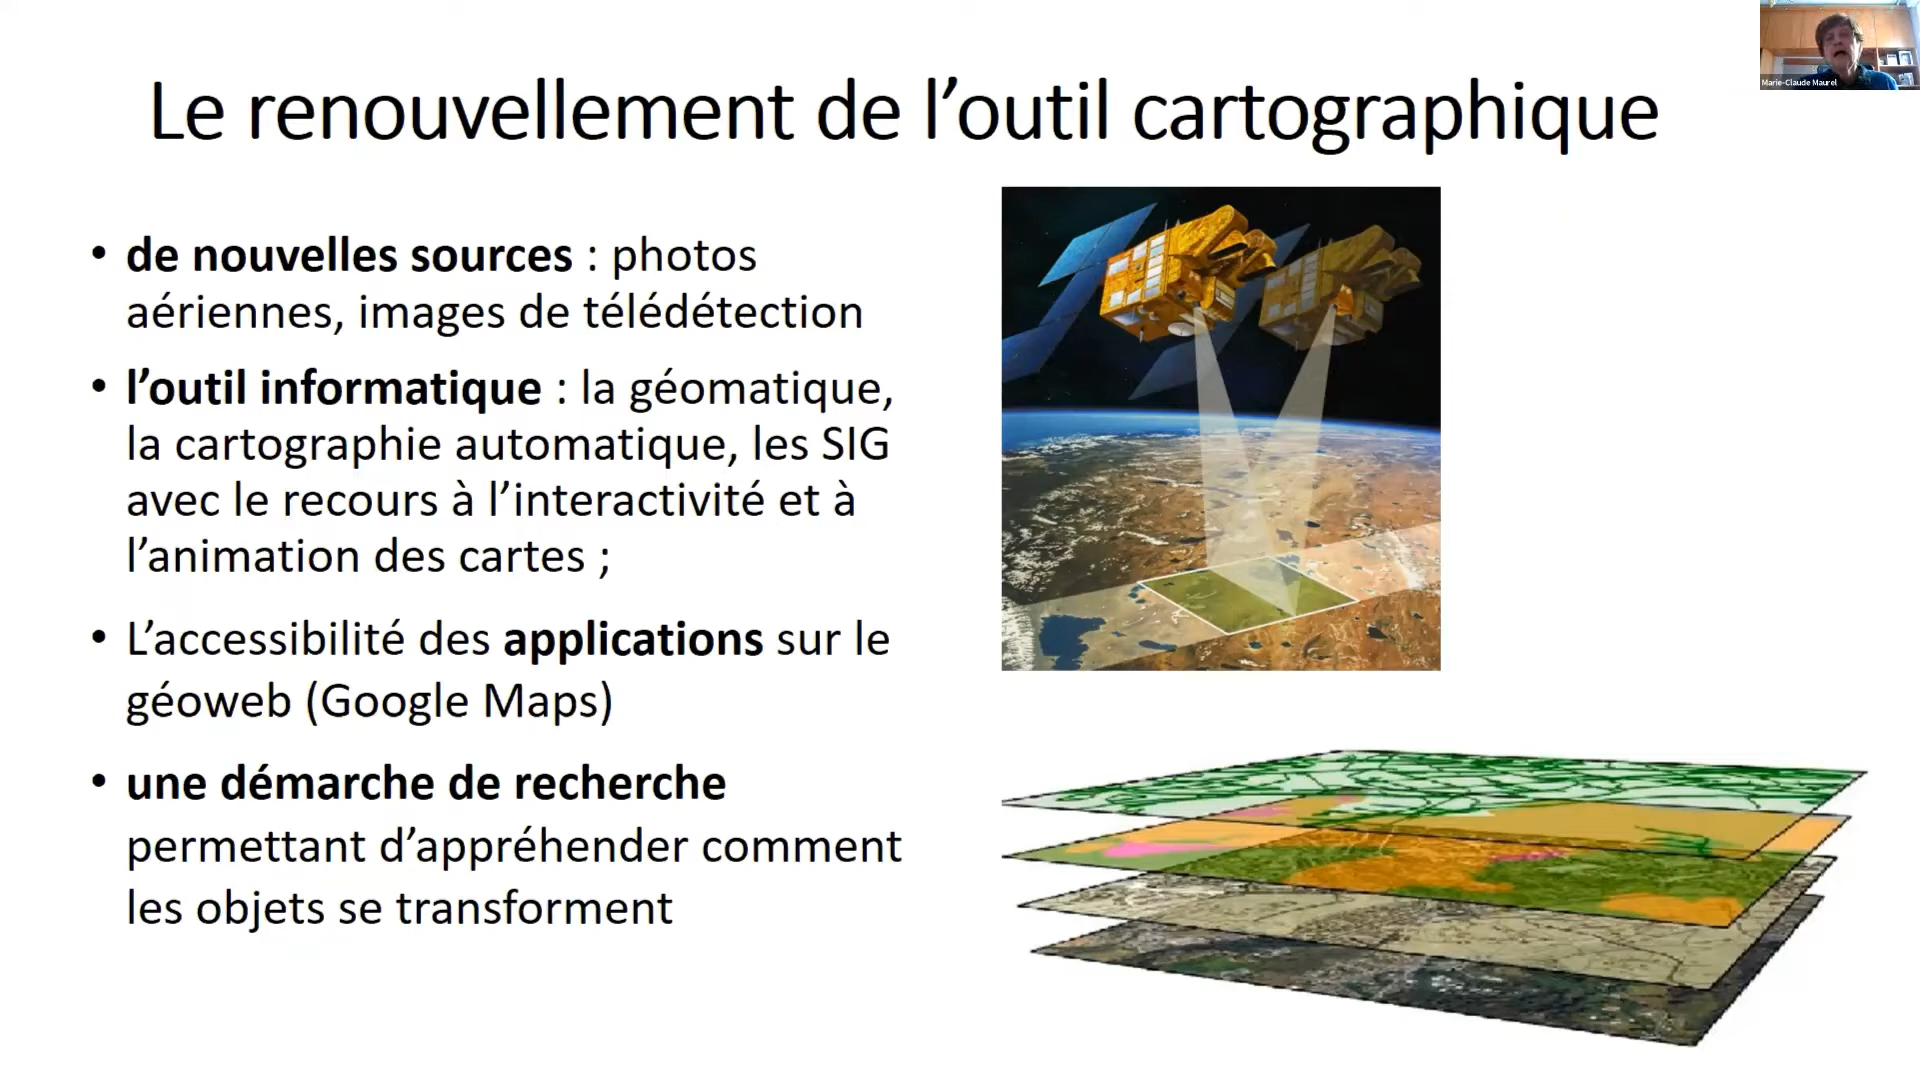 Le renouvellement de l’outil cartographique
Marie-Claude Maurel
• de nouvelles sources : photos
aériennes, images de télédétection
• l’outil informatique : la géomatique,
la cartographie automatique, les SIG
avec le recours à l’interactivité et à
l’animation des cartes ;
• L’accessibilité des applications sur le
géoweb (Google Maps)
• une démarche de recherche
permettant d’appréhender comment
les objets se transforment